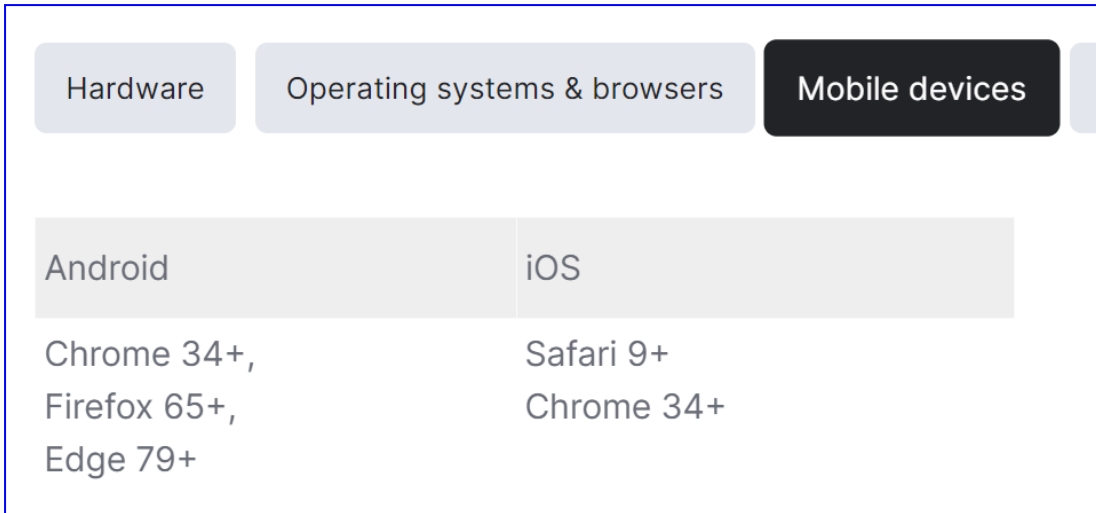 Hardware
Operating systems & browsers
Mobile devices
Android
iOS
Chrome 34+,
Firefox 65+,
Edge 79+
Safari 9+
Chrome 34+